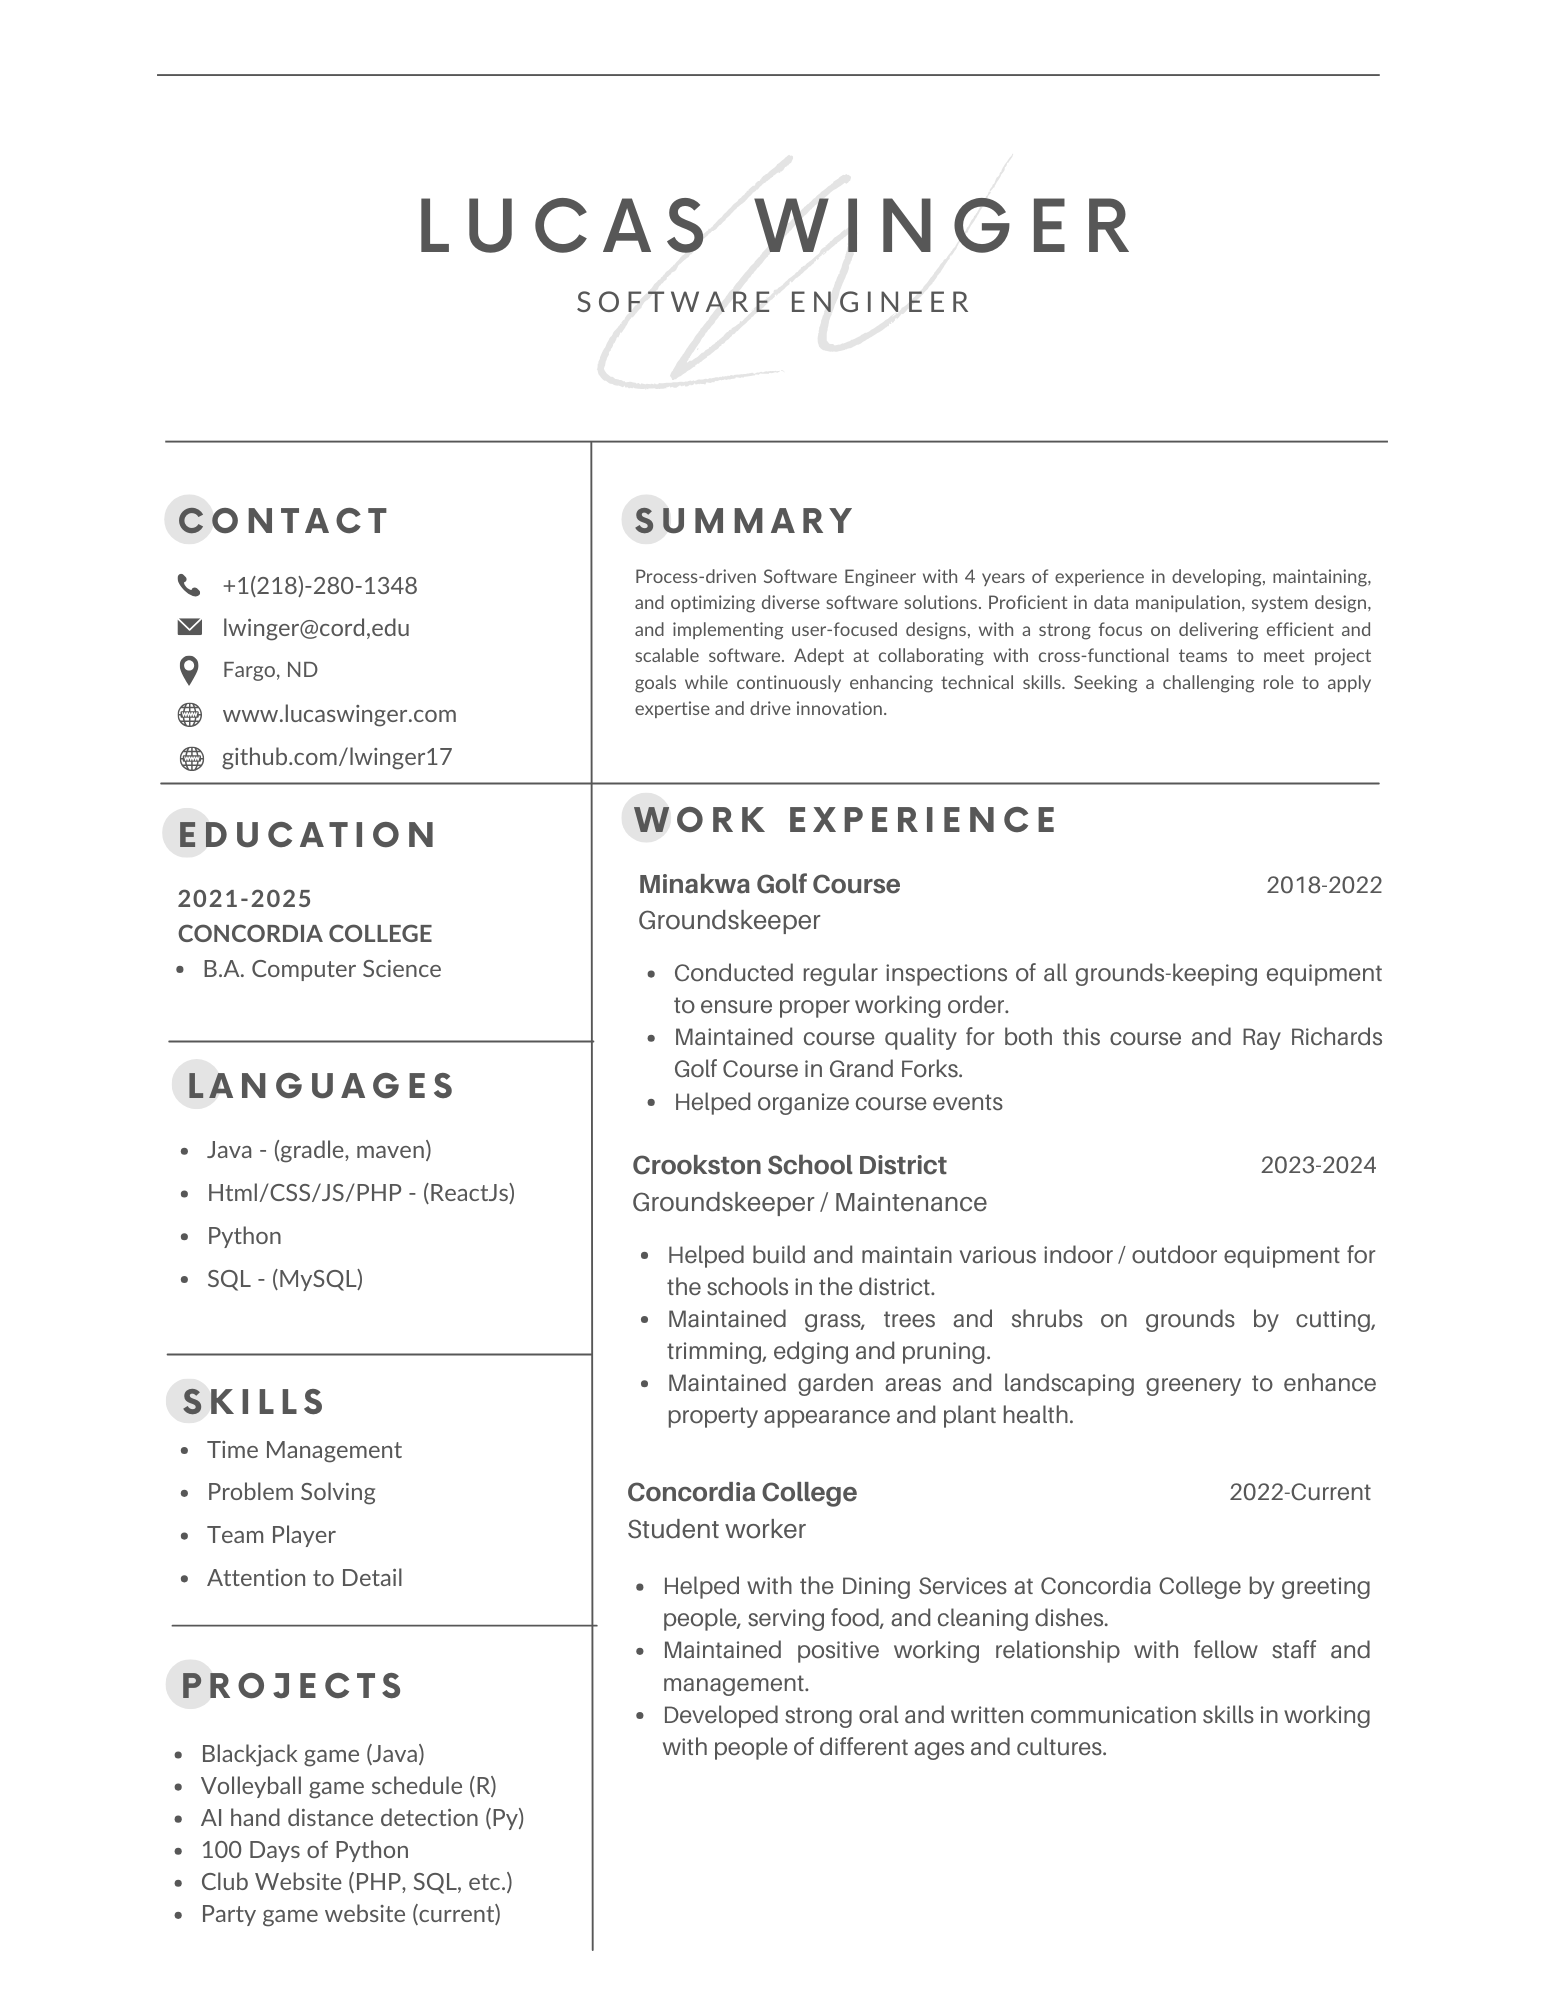 LUCAS WINGER
SOFTWARE ENGINEER
CONTACT
+1(218)-280-1348
lwinger@cord,edu
Fargo, ND
www.lucaswinger.com
github.com/lwinger17
SUMMARY
Process-driven Software Engineer with 4 years of experience in developing, maintaining,
and optimizing diverse software solutions. Proficient in data manipulation, system design,
and implementing user-focused designs, with a strong focus on delivering efficient and
scalable software. Adept at collaborating with cross-functional teams to meet project
goals while continuously enhancing technical skills. Seeking a challenging role to apply
expertise and drive innovation.
EDUCATION
2021-2025
CONCORDIA COLLEGE
• B.A. Computer Science
LANGUAGES
• Java - (gradle, maven)
• Html/CSS/JS/PHP - (ReactJs)
• Python
• SQL - (MySQL)
SKILLS
• Time Management
• Problem Solving
• Team Player
• Attention to Detail
PROJECTS
• Blackjack game (Java)
• Volleyball game schedule (R)
• AI hand distance detection (Py)
• 100 Days of Python
• Club Website (PHP, SQL, etc.)
• Party game website (current)
WORK EXPERIENCE
Minakwa Golf Course 2018-2022
Groundskeeper
• Conducted regular inspections of all grounds-keeping equipment
to ensure proper working order.
• Maintained course quality for both this course and Ray Richards
Golf Course in Grand Forks.
• Helped organize course events
Crookston School District 2023-2024
Groundskeeper / Maintenance
• Helped build and maintain various indoor / outdoor equipment for
the schools in the district.
• Maintained grass, trees and shrubs on grounds by cutting,
trimming, edging and pruning.
• Maintained garden areas and landscaping greenery to enhance
property appearance and plant health.
Concordia College 2022-Current
Student worker
• Helped with the Dining Services at Concordia College by greeting
people, serving food, and cleaning dishes.
• Maintained positive working relationship with fellow staff and
management.
• Developed strong oral and written communication skills in working
with people of different ages and cultures.